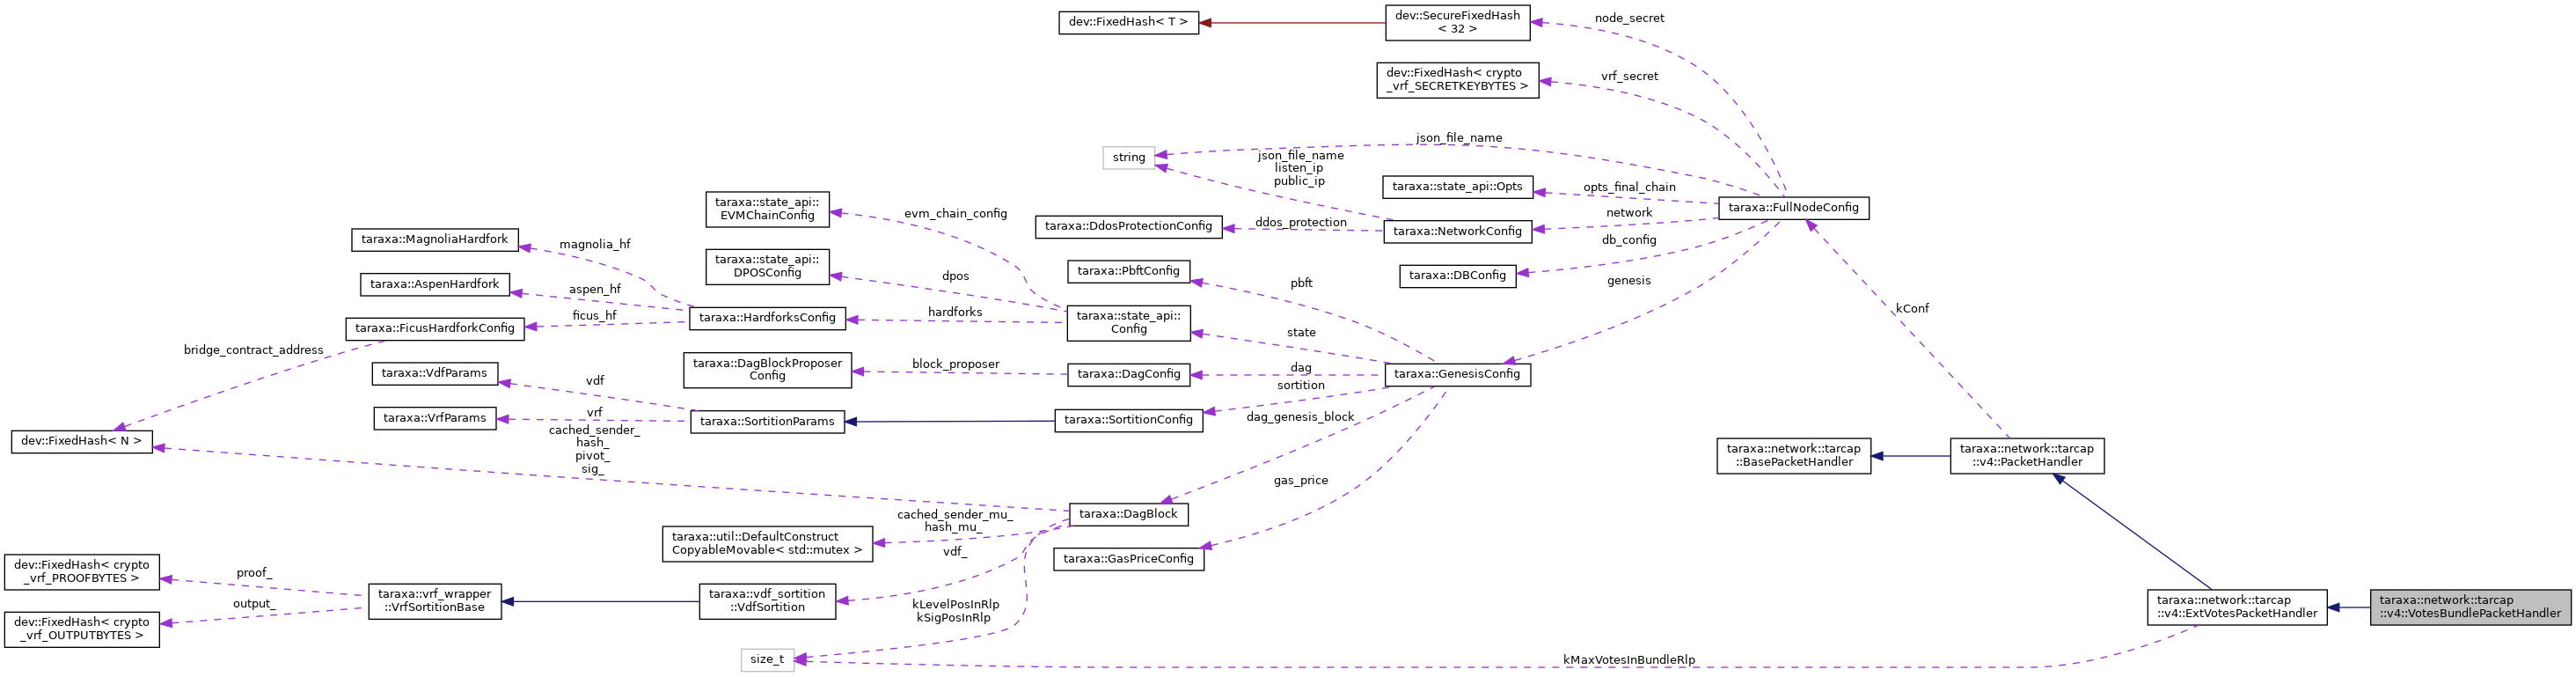 dev::FixedHash< T >
dev::SecureFixedHash
< 32 >
node_secret
dev::FixedHash< crypto
_vrf_SECRETKEYBYTES >
vrf_secret
json_file_name
string
json_file_name
listen_ip
public_ip
taraxa::state_api::Opts
opts_final_chain
taraxa::FullNodeConfig
taraxa::state_api::
EVMChainConfig
evm_chain_config
taraxa::DdosProtectionConfig
ddos_protection
taraxa::NetworkConfig
network
taraxa::MagnoliaHardfork
magnolia_hf
db_config
taraxa::state_api::
DPOSConfig
dpos
taraxa::PbftConfig
pbft
taraxa::DBConfig
genesis
taraxa::AspenHardfork
aspen_hf
taraxa::HardforksConfig
hardforks
taraxa::state_api::
Config
state
kConf
taraxa::FicusHardforkConfig
ficus_hf
bridge_contract_address
taraxa::DagBlockProposer
Config
block_proposer
taraxa::DagConfig
dag
taraxa::GenesisConfig
taraxa::VdfParams
vdf
sortition
taraxa::VrfParams
vrf
taraxa::SortitionParams
taraxa::SortitionConfig
dag_genesis_block
dev::FixedHash< N >
cached_sender_
hash_
pivot_
sig_
taraxa::network::tarcap
::BasePacketHandler
taraxa::network::tarcap
::v4::PacketHandler
gas_price
taraxa::DagBlock
cached_sender_mu_
hash_mu_
taraxa::util::DefaultConstruct
CopyableMovable< std::mutex >
vdf_
taraxa::GasPriceConfig
dev::FixedHash< crypto
_vrf_PROOFBYTES >
proof_
taraxa::vrf_wrapper
::VrfSortitionBase
taraxa::vdf_sortition
::VdfSortition
output_
dev::FixedHash< crypto
_vrf_OUTPUTBYTES >
kLevelPosInRlp
kSigPosInRlp
taraxa::network::tarcap
::v4::ExtVotesPacketHandler
taraxa::network::tarcap
::v4::VotesBundlePacketHandler
size_t
kMaxVotesInBundleRlp